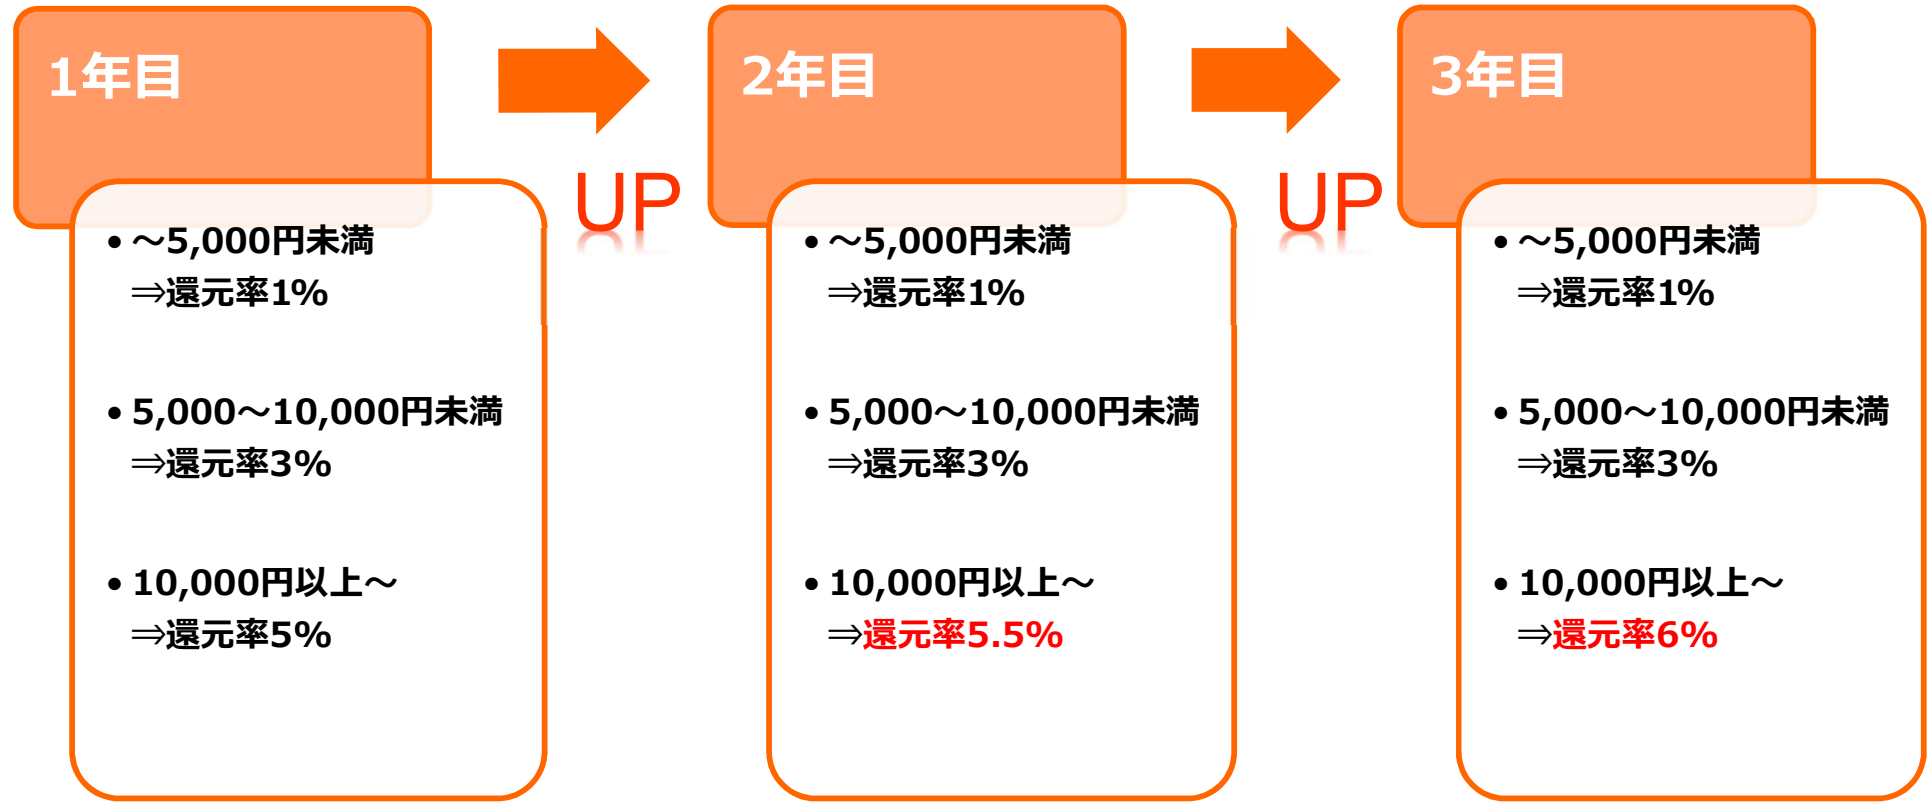 1年目
• ～5,000円未満
⇒還元率1%
• 5,000～10,000円未満
⇒還元率3%
• 10,000円以上～
⇒還元率5%
UP
2年目
• ～5,000円未満
⇒還元率1%
• 5,000～10,000円未満
⇒還元率3%
• 10,000円以上～
⇒還元率5.5%
UP
3年目
• ～5,000円未満
⇒還元率1%
• 5,000～10,000円未満
⇒還元率3%
• 10,000円以上～
⇒還元率6%